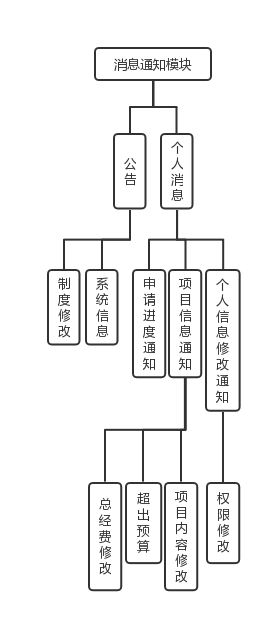 消息通知模块
公告
个人消息
制度修改
系统信息
申请进度通知
项目信息通知
个人信息修改通知
总经费修改
超出预算
项目内容修改
权限修改